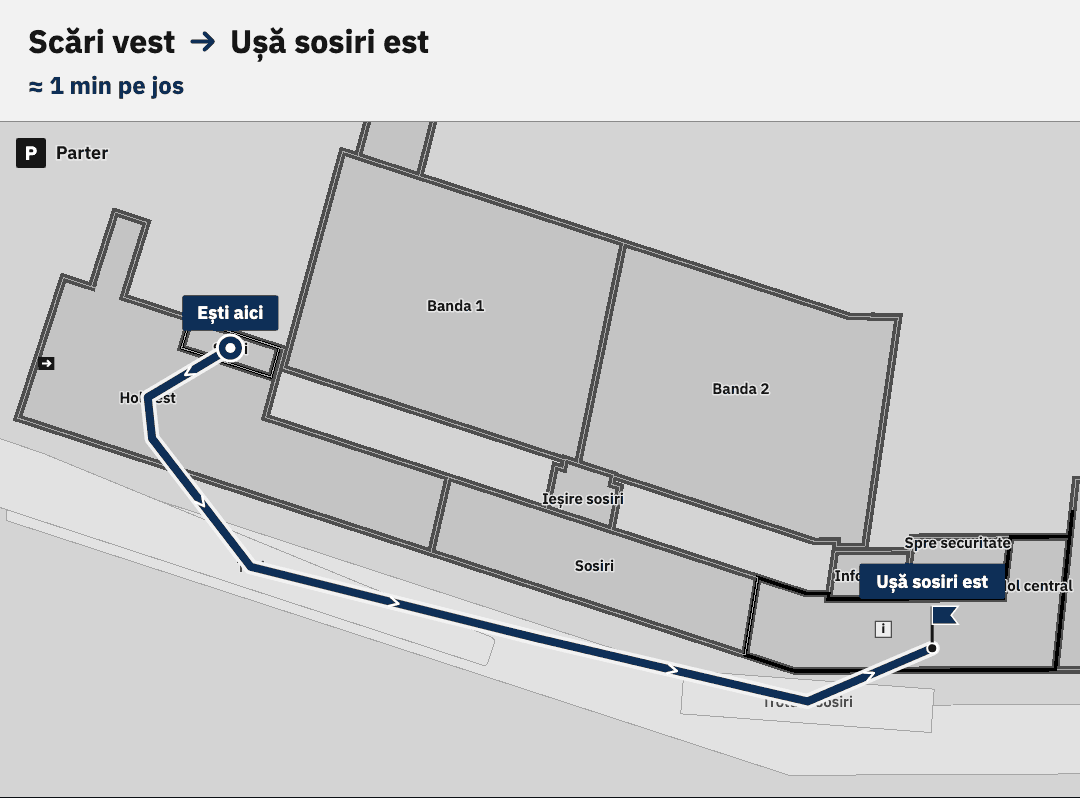 Scări vest → Ușă sosiri est
≈ 1 min pe jos
P Parter
Ești aici
Banda 1
Banda 2
Ieșire sosiri
Sosiri
Spre securitate
Ușă sosiri est
i
sosiri